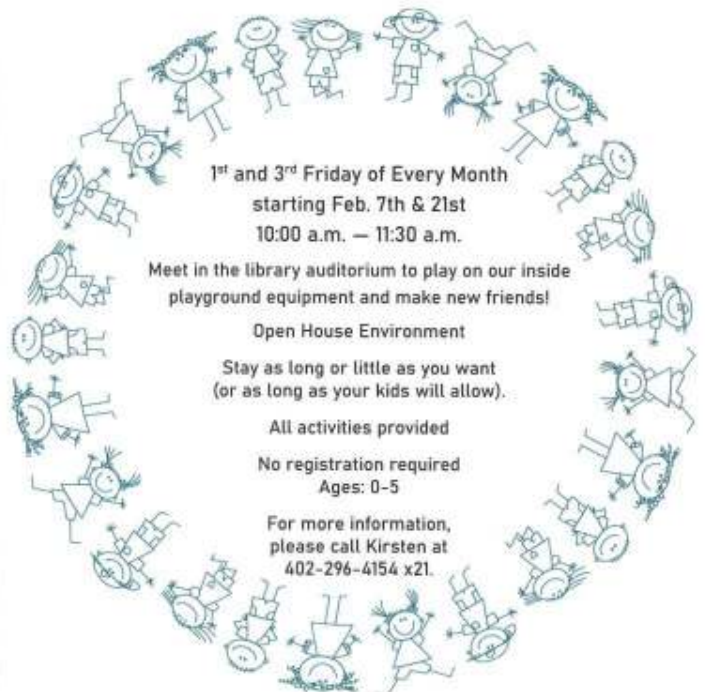 1st and 3rd Friday of Every Month
starting Feb. 7th & 21st
10:00 a.m. — 11:30 a.m.
Meet in the library auditorium to play on our inside
playground equipment and make new friends!
Open House Environment
Stay as long or little as you want
(or as long as your kids will allow).
All activities provided
No registration required
Ages: 0-5
For more information,
please call Kirsten at
402-296-4154 x21.